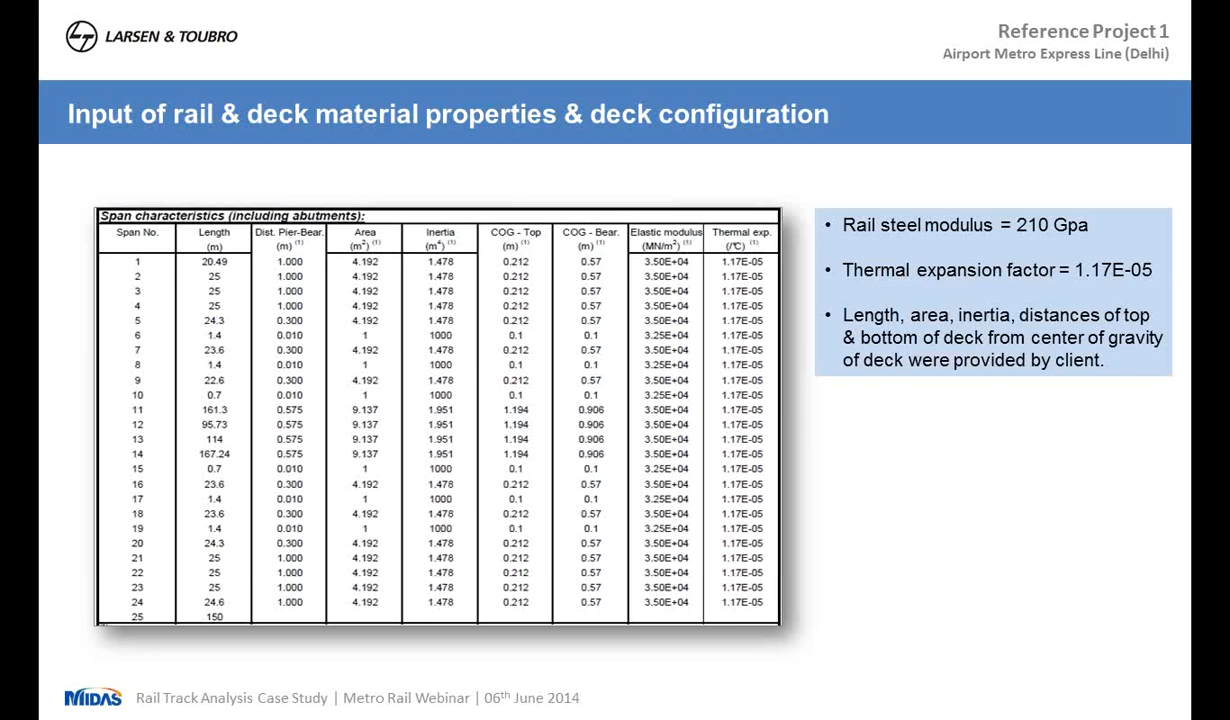 LARSEN & TOUBRO
Reference Project 1
Airport Metro Express Line (Delhi)
Input of rail & deck material properties & deck configuration
Span characteristics (including abutments):
Span No. Length (m) Dist. Pier-Bear. (m) (1) Area (m²) (1) Inertia (m⁴) (1) COG - Top (m) (1) COG - Bear. (m) (1) Elastic modulus (MN/m²) (1) Thermal exp. (/°C) (1)
1 20.49 1.000 4.192 1.478 0.212 0.57 3.50E+04 1.17E-05
2 25 1.000 4.192 1.478 0.212 0.57 3.50E+04 1.17E-05
3 25 1.000 4.192 1.478 0.212 0.57 3.50E+04 1.17E-05
4 25 1.000 4.192 1.478 0.212 0.57 3.50E+04 1.17E-05
5 24.3 0.300 4.192 1.478 0.212 0.57 3.50E+04 1.17E-05
6 1.4 0.010 1 1000 0.1 0.1 3.25E+04 1.17E-05
7 23.6 0.300 4.192 1.478 0.212 0.57 3.50E+04 1.17E-05
8 1.4 0.010 1 1000 0.1 0.1 3.25E+04 1.17E-05
9 22.6 0.300 4.192 1.478 0.212 0.57 3.50E+04 1.17E-05
10 0.7 0.010 1 1000 0.1 0.1 3.25E+04 1.17E-05
11 161.3 0.575 9.137 1.951 1.194 0.906 3.50E+04 1.17E-05
12 95.73 0.575 9.137 1.951 1.194 0.906 3.50E+04 1.17E-05
13 114 0.575 9.137 1.951 1.194 0.906 3.50E+04 1.17E-05
14 167.24 0.575 9.137 1.951 1.194 0.906 3.50E+04 1.17E-05
15 0.7 0.010 1 1000 0.1 0.1 3.25E+04 1.17E-05
16 23.6 0.300 4.192 1.478 0.212 0.57 3.50E+04 1.17E-05
17 1.4 0.010 1 1000 0.1 0.1 3.25E+04 1.17E-05
18 23.6 0.300 4.192 1.478 0.212 0.57 3.50E+04 1.17E-05
19 1.4 0.010 1 1000 0.1 0.1 3.25E+04 1.17E-05
20 24.3 0.300 4.192 1.478 0.212 0.57 3.50E+04 1.17E-05
21 25 1.000 4.192 1.478 0.212 0.57 3.50E+04 1.17E-05
22 25 1.000 4.192 1.478 0.212 0.57 3.50E+04 1.17E-05
23 25 1.000 4.192 1.478 0.212 0.57 3.50E+04 1.17E-05
24 24.6 1.000 4.192 1.478 0.212 0.57 3.50E+04 1.17E-05
25 150
• Rail steel modulus = 210 Gpa
• Thermal expansion factor = 1.17E-05
• Length, area, inertia, distances of top
& bottom of deck from center of gravity
of deck were provided by client.
MIDAS Rail Track Analysis Case Study | Metro Rail Webinar | 06th June 2014